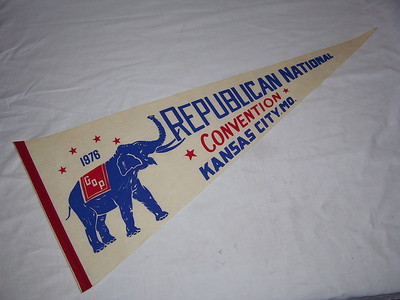 1976
GOP
REPUBLICAN NATIONAL
CONVENTION
KANSAS CITY, MO.